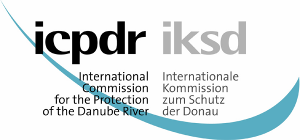 icpdr iksd
International Internationale
Commission Kommission
for the Protection zum Schutz
of the Danube River der Donau